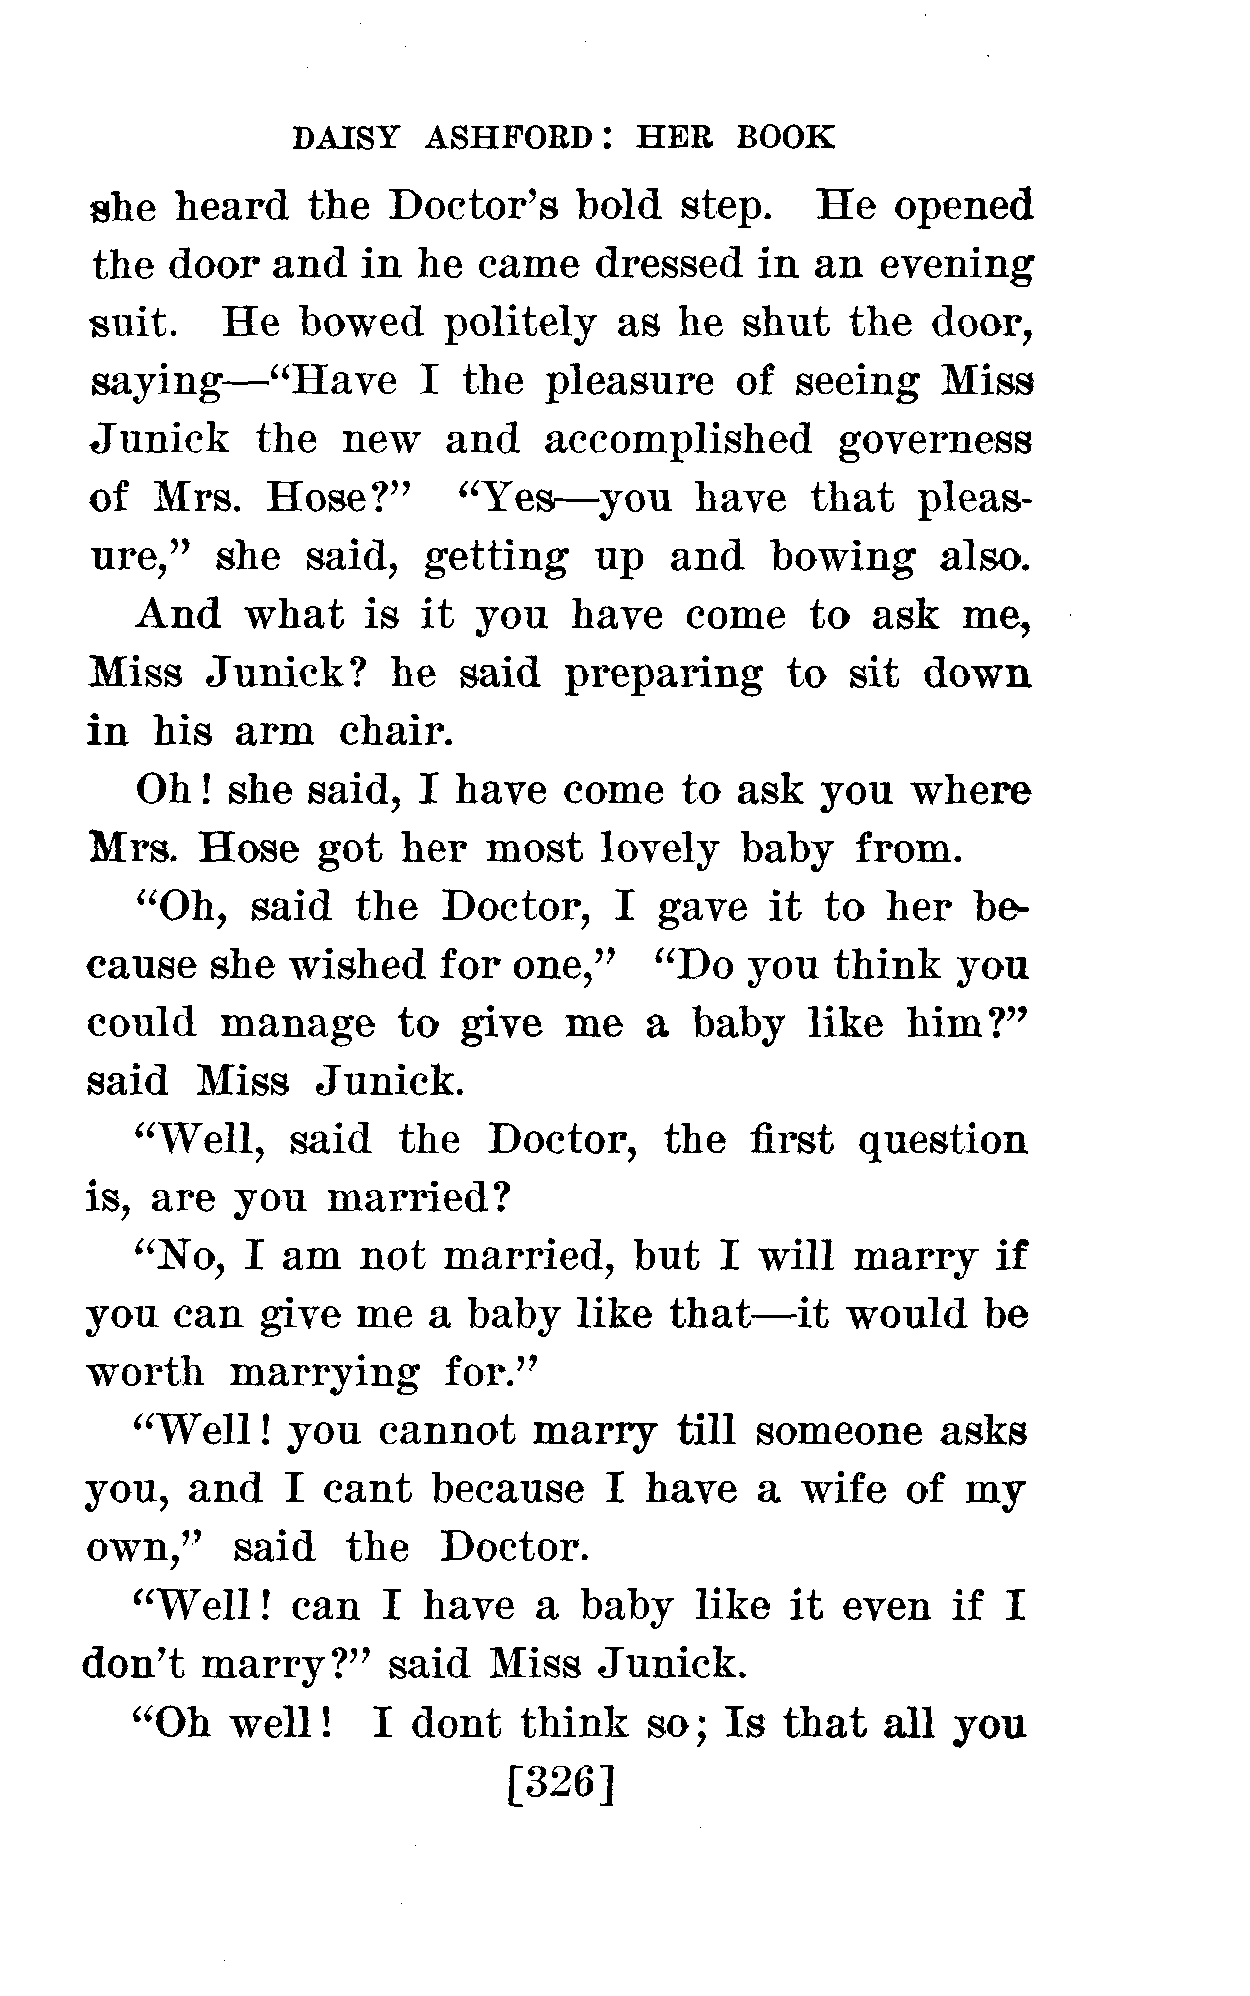 DAISY ASHFORD: HER BOOK
she heard the Doctor's bold step. He opened
the door and in he came dressed in an evening
suit. He bowed politely as he shut the door,
saying—"Have I the pleasure of seeing Miss
Junick the new and accomplished governess
of Mrs. Hose?" "Yes—you have that pleas-
ure," she said, getting up and bowing also.
And what is it you have come to ask me,
Miss Junick? he said preparing to sit down
in his arm chair.
Oh! she said, I have come to ask you where
Mrs. Hose got her most lovely baby from.
"Oh, said the Doctor, I gave it to her be-
cause she wished for one," "Do you think you
could manage to give me a baby like him?"
said Miss Junick.
"Well, said the Doctor, the first question
is, are you married?
"No, I am not married, but I will marry if
you can give me a baby like that—it would be
worth marrying for."
"Well! you cannot marry till someone asks
you, and I cant because I have a wife of my
own," said the Doctor.
"Well! can I have a baby like it even if I
don't marry?" said Miss Junick.
"Oh well! I dont think so; Is that all you
[326]